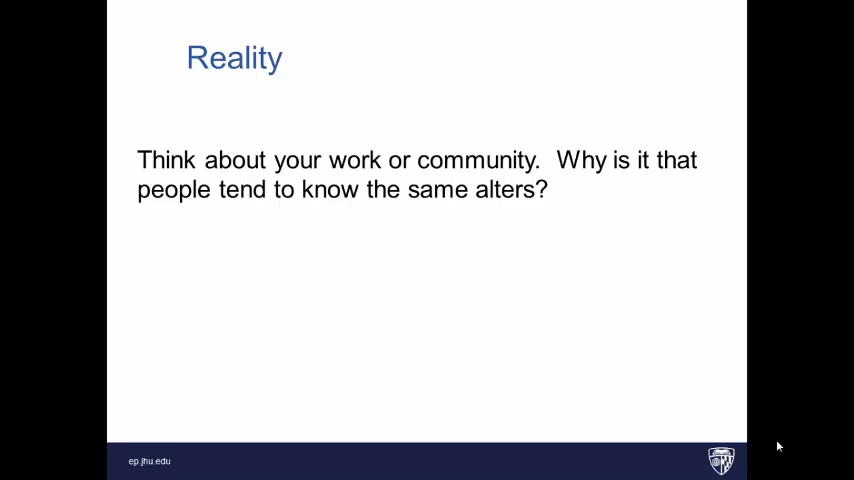 Reality
Think about your work or community.  Why is it that
people tend to know the same alters?
ep.jhu.edu